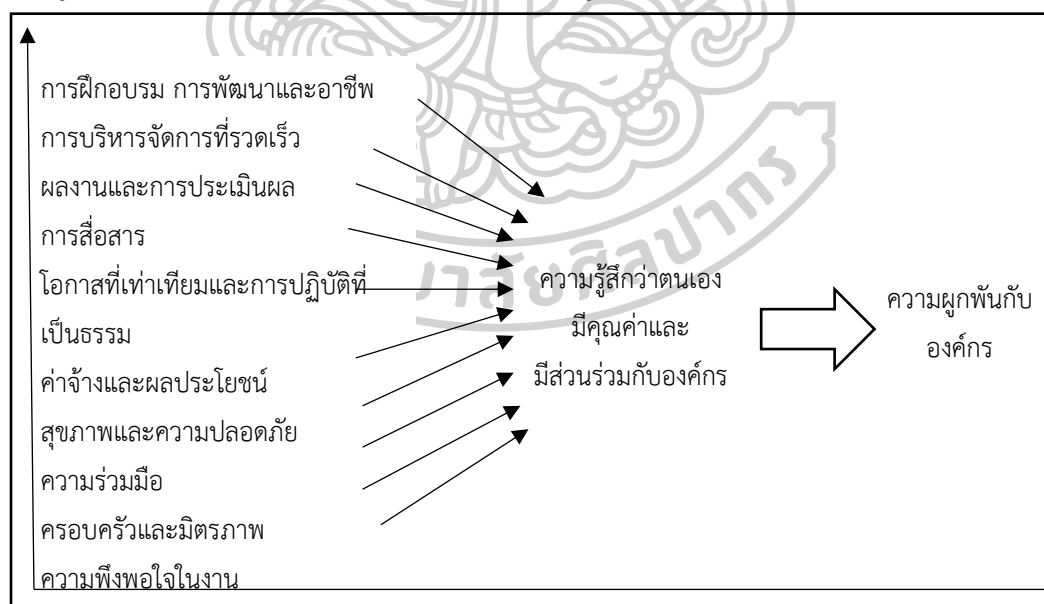 การฝึกอบรม การพัฒนาและอาชีพ
การบริหารจัดการที่รวดเร็ว
ผลงานและการประเมินผล
การสื่อสาร
โอกาสที่เท่าเทียมและการปฏิบัติที่
เป็นธรรม
ค่าจ้างและผลประโยชน์
สุขภาพและความปลอดภัย
ความร่วมมือ
ครอบครัวและมิตรภาพ
ความพึงพอใจในงาน
ความรู้สึกว่าตนเอง
มีคุณค่าและ
มีส่วนร่วมกับองค์กร
ความผูกพันกับ
องค์กร